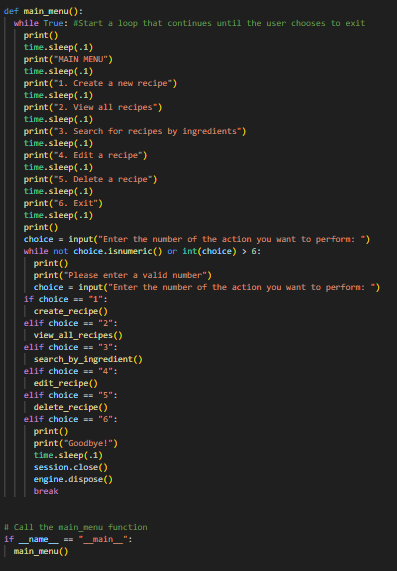 def main_menu():
while True: #Start a loop that continues until the user chooses to exit
print()
time.sleep(.1)
print("MAIN MENU")
time.sleep(.1)
print("1. Create a new recipe")
time.sleep(.1)
print("2. View all recipes")
time.sleep(.1)
print("3. Search for recipes by ingredients")
time.sleep(.1)
print("4. Edit a recipe")
time.sleep(.1)
print("5. Delete a recipe")
time.sleep(.1)
print("6. Exit")
time.sleep(.1)
print()
choice = input("Enter the number of the action you want to perform: ")
while not choice.isnumeric() or int(choice) > 6:
print()
print("Please enter a valid number")
choice = input("Enter the number of the action you want to perform: ")
if choice == "1":
create_recipe()
elif choice == "2":
view_all_recipes()
elif choice == "3":
search_by_ingredient()
elif choice == "4":
edit_recipe()
elif choice == "5":
delete_recipe()
elif choice == "6":
print()
print("Goodbye!")
time.sleep(.1)
session.close()
engine.dispose()
break
# Call the main_menu function
if __name__ == "__main__":
main_menu()